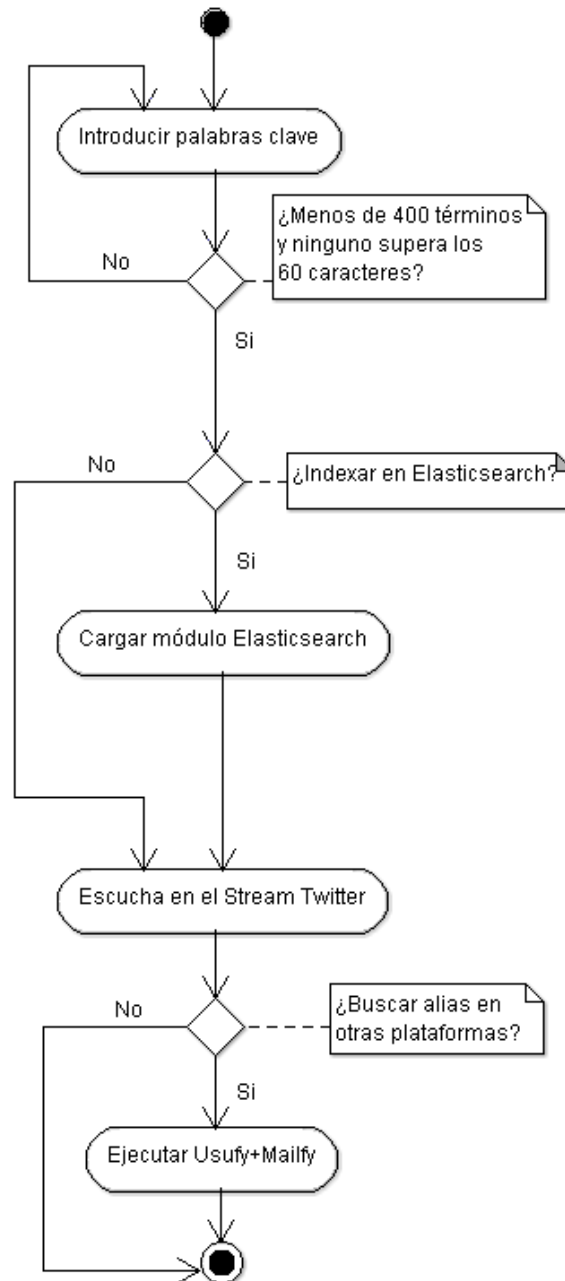 Introducir palabras clave
¿Menos de 400 términos
y ninguno supera los
60 caracteres?
No
Si
¿Indexar en Elasticsearch?
No
Si
Cargar módulo Elasticsearch
Escucha en el Stream Twitter
¿Buscar alias en
otras plataformas?
No
Si
Ejecutar Usufy+Mailfy